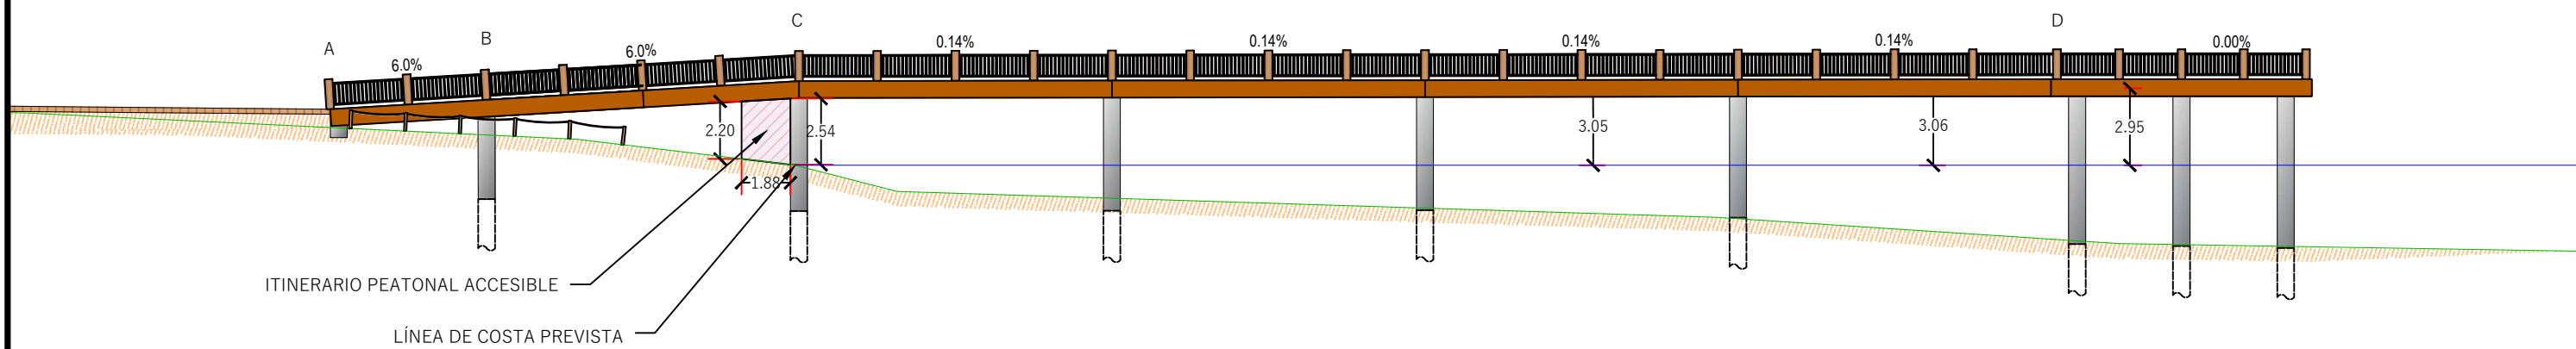 A
B
C
D
6.0%
6.0%
0.14%
0.14%
0.14%
0.14%
0.00%
2.20
2.54
3.05
3.06
2.95
1.88
ITINERARIO PEATONAL ACCESIBLE
LÍNEA DE COSTA PREVISTA